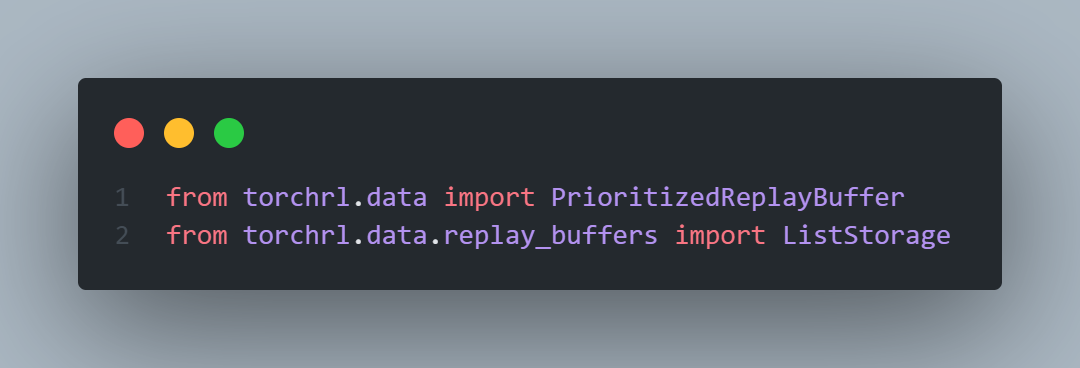 1 from torchrl.data import PrioritizedReplayBuffer
2 from torchrl.data.replay_buffers import ListStorage